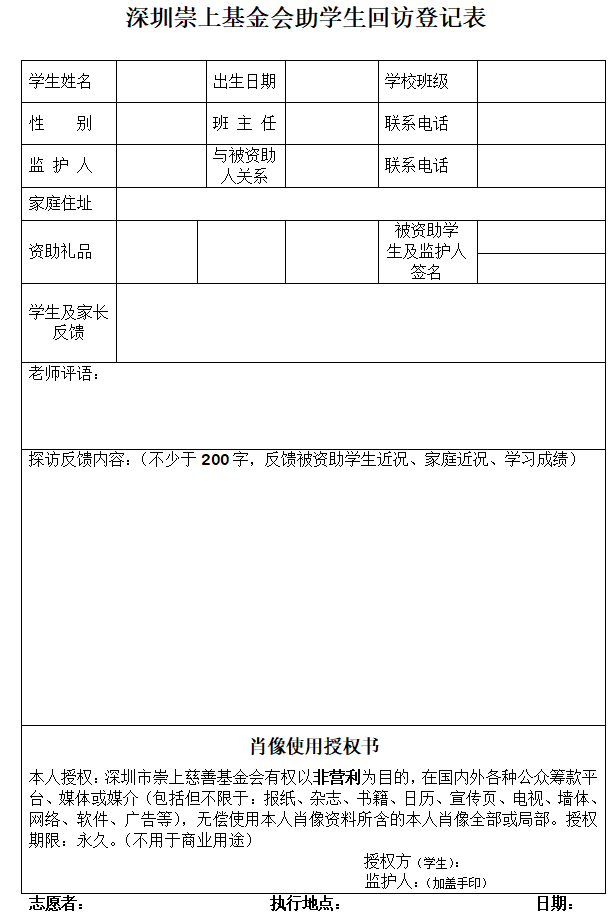 深圳崇上基金会助学生回访登记表
学生姓名 出生日期 学校班级
性 别 班 主 任 联系电话
监 护 人 与被资助
人关系 联系电话
家庭住址
资助礼品 被资助学
生及监护人
签名
学生及家长
反馈
老师评语：
探访反馈内容：（不少于 200 字，反馈被资助学生近况、家庭近况、学习成绩）
肖像使用授权书
本人授权：深圳市崇上慈善基金会有权以非营利为目的，在国内外各种公众筹款平
台、媒体或媒介（包括但不限于：报纸、杂志、书籍、日历、宣传页、电视、墙体、
网络、软件、广告等），无偿使用本人肖像资料所含的本人肖像全部或局部。授权
期限：永久。（不用于商业用途）
授权方（学生）：
监护人：（加盖手印）
志愿者： 执行地点： 日期：